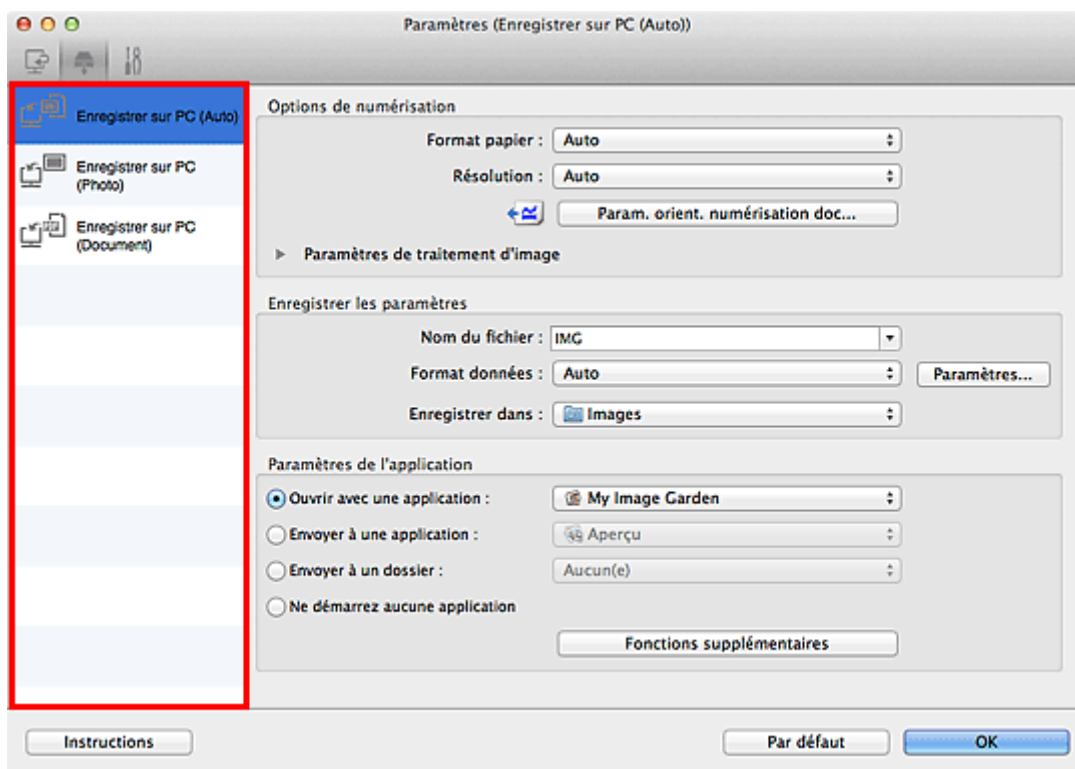 Paramètres (Enregistrer sur PC (Auto))
Enregistrer sur PC (Auto)
Enregistrer sur PC
(Photo)
Enregistrer sur PC
(Document)
Options de numérisation
Format papier : Auto
Résolution : Auto
Param. orient. numérisation doc...
Paramètres de traitement d'image
Enregistrer les paramètres
Nom du fichier : IMG
Format données : Auto Paramètres...
Enregistrer dans : Images
Paramètres de l'application
Ouvrir avec une application : My Image Garden
Envoyer à une application : Aperçu
Envoyer à un dossier : Aucun(e)
Ne démarrez aucune application
Fonctions supplémentaires
Instructions Par défaut OK